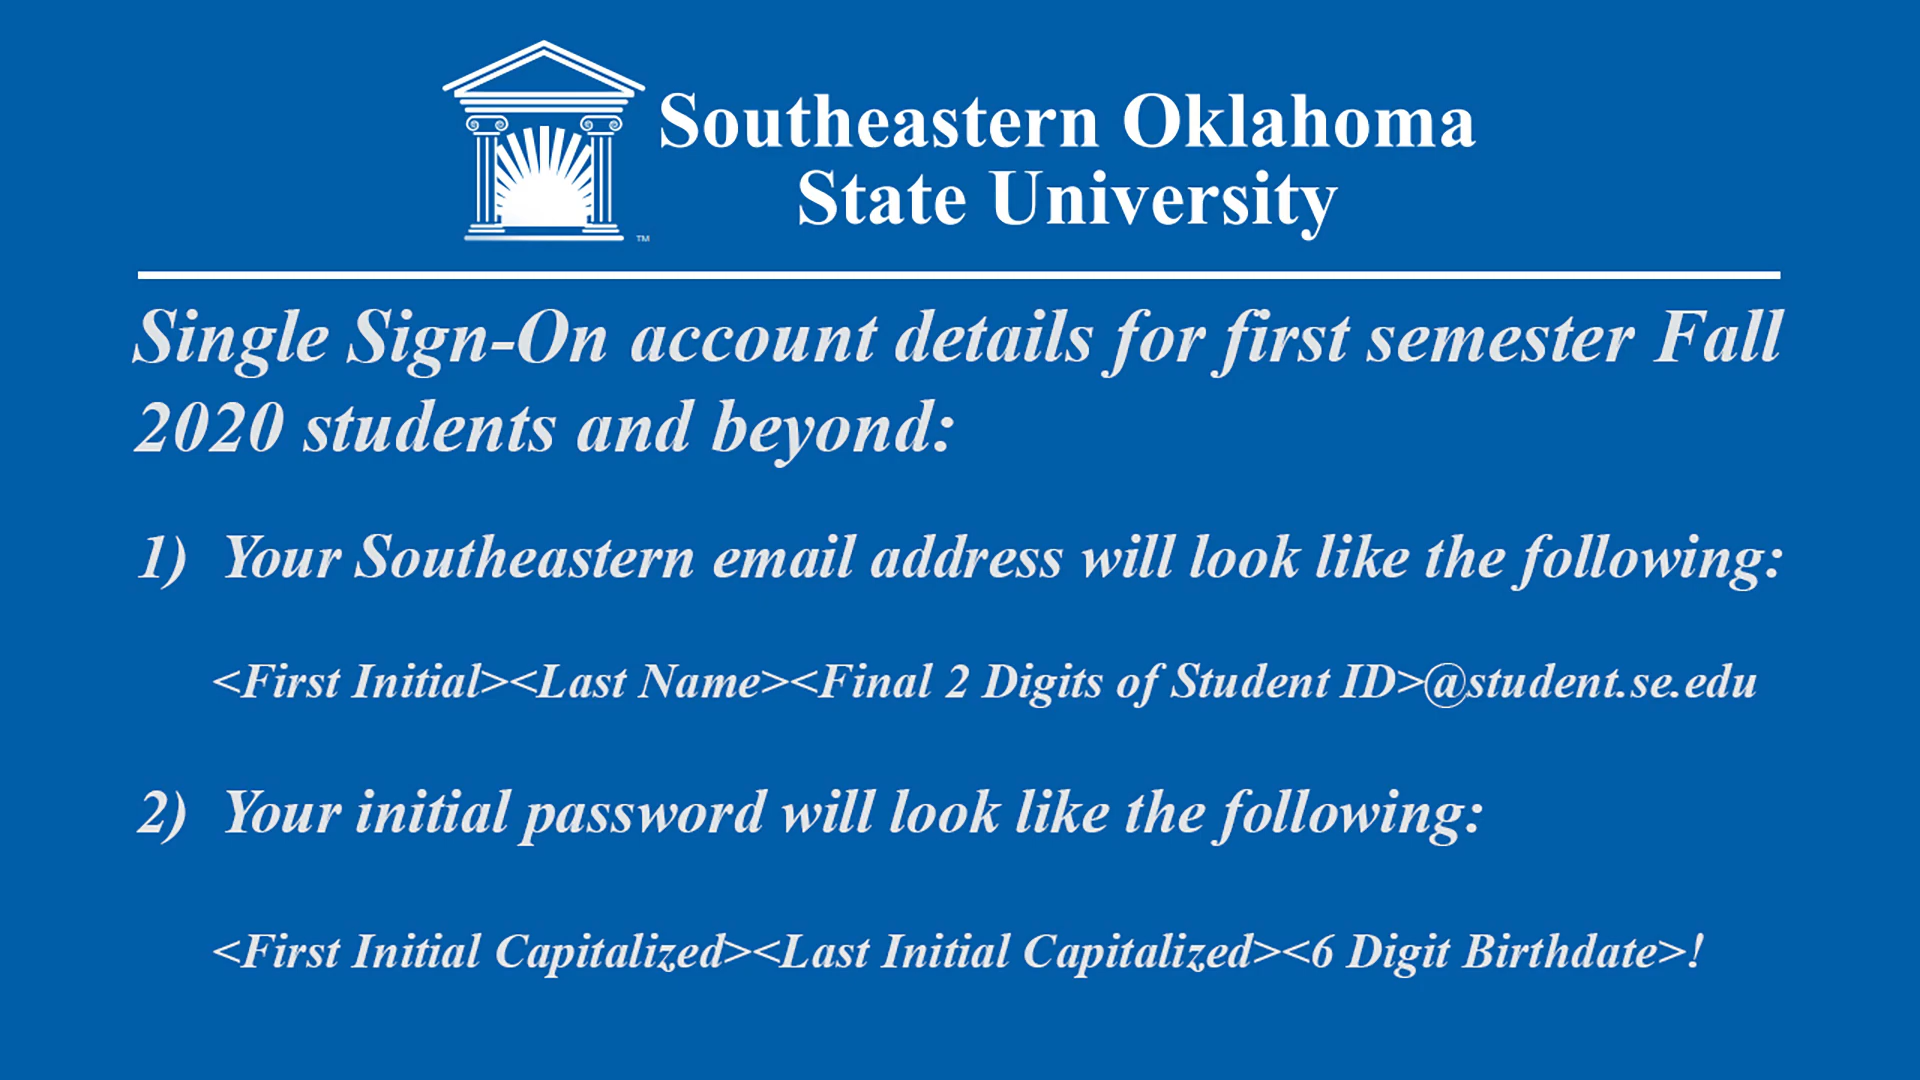 Southeastern Oklahoma
State University
TM
Single Sign-On account details for first semester Fall
2020 students and beyond:
1) Your Southeastern email address will look like the following:
<First Initial><Last Name><Final 2 Digits of Student ID>@student.se.edu
2) Your initial password will look like the following:
<First Initial Capitalized><Last Initial Capitalized><6 Digit Birthdate>!